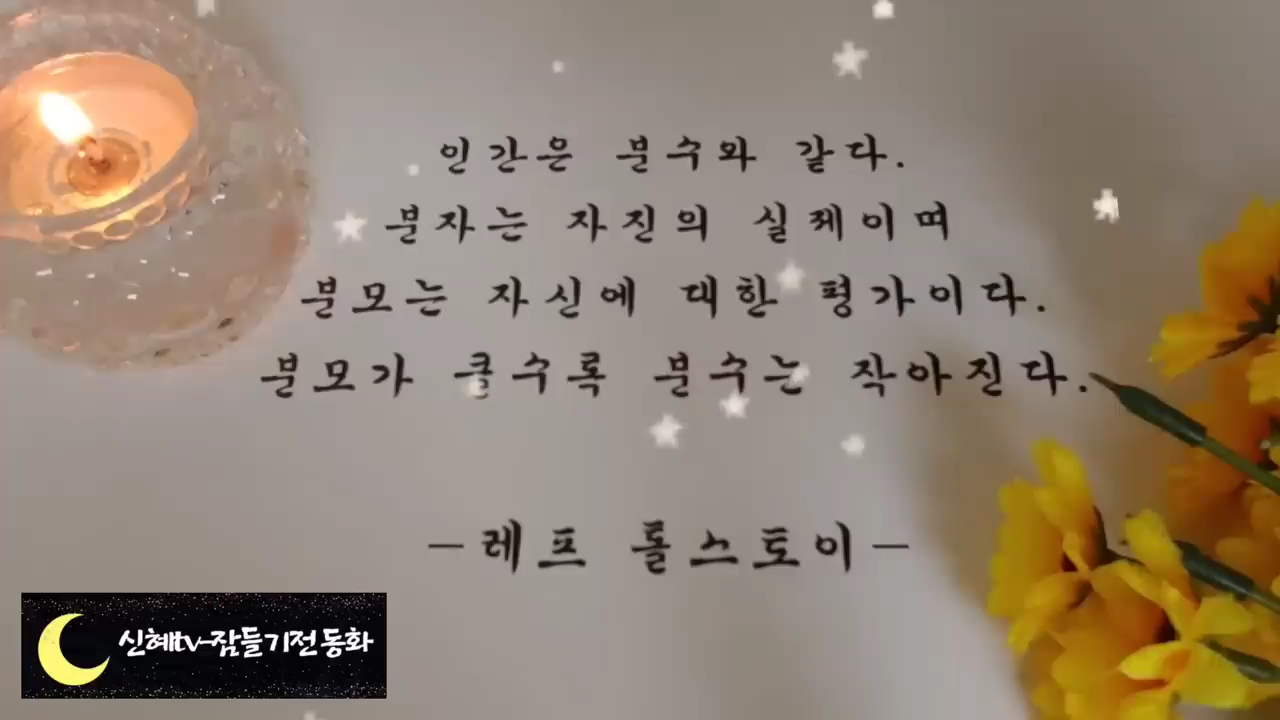 인간은 분수와 같다.
분자는 자진의 실제이며
분모는 자신에 대한 평가이다.
분모가 클수록 분수는 작아진다.
-레프 톨스토이-
신혜tv-잠들기전 동화